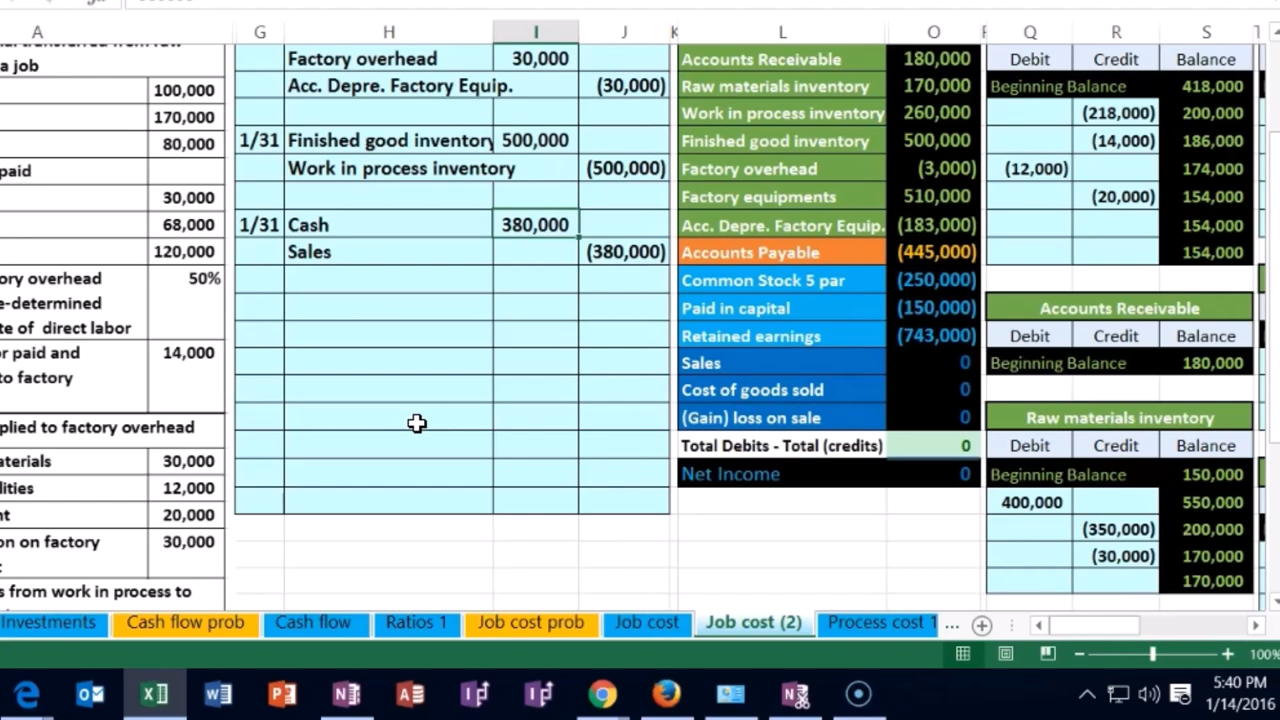 A G H I J K L O Q R S T
al transferred from raw
a job
100,000
170,000
80,000
paid
30,000
68,000
120,000
ory overhead 50%
e-determined
te of direct labor
or paid and 14,000
to factory
plied to factory overhead
aterials 30,000
lities 12,000
nt 20,000
on on factory 30,000
:
s from work in process to
Factory overhead 30,000
Acc. Depre. Factory Equip. (30,000)
1/31 Finished good inventory 500,000
Work in process inventory (500,000)
1/31 Cash 380,000
Sales (380,000)
Accounts Receivable 180,000
Raw materials inventory 170,000
Work in process inventory 260,000
Finished good inventory 500,000
Factory overhead (3,000)
Factory equipments 510,000
Acc. Depre. Factory Equip. (183,000)
Accounts Payable (445,000)
Common Stock 5 par (250,000)
Paid in capital (150,000)
Retained earnings (743,000)
Sales 0
Cost of goods sold 0
(Gain) loss on sale 0
Total Debits - Total (credits) 0
Net Income 0
Debit Credit Balance
Beginning Balance 418,000
(218,000) 200,000
(14,000) 186,000
(12,000) 174,000
(20,000) 154,000
154,000
154,000
Accounts Receivable
Debit Credit Balance
Beginning Balance 180,000
Raw materials inventory
Debit Credit Balance
Beginning Balance 150,000
400,000 550,000
(350,000) 200,000
(30,000) 170,000
170,000
Investments Cash flow prob Cash flow Ratios 1 Job cost prob Job cost Job cost (2) Process cost 1 ...
100%
5:40 PM
1/14/2016